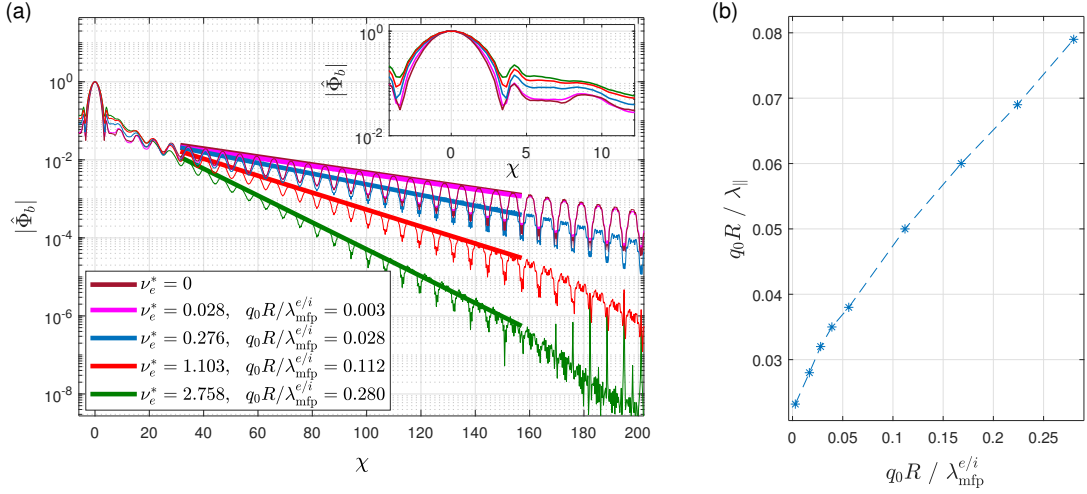 (a)
10^0
10^-2
10^-4
10^-6
10^-8
|Φ̃̂_b|
0 20 40 60 80 100 120 140 160 180 200
χ
ν_e^* = 0
ν_e^* = 0.028, q_0R/λ_mfp^{e/i} = 0.003
ν_e^* = 0.276, q_0R/λ_mfp^{e/i} = 0.028
ν_e^* = 1.103, q_0R/λ_mfp^{e/i} = 0.112
ν_e^* = 2.758, q_0R/λ_mfp^{e/i} = 0.280
10^0
10^-2
|Φ̃̂_b|
0 5 10
χ
(b)
0.08
0.07
0.06
0.05
0.04
0.03
q_0R / λ_∥
0 0.05 0.1 0.15 0.2 0.25
q_0R / λ_mfp^{e/i}